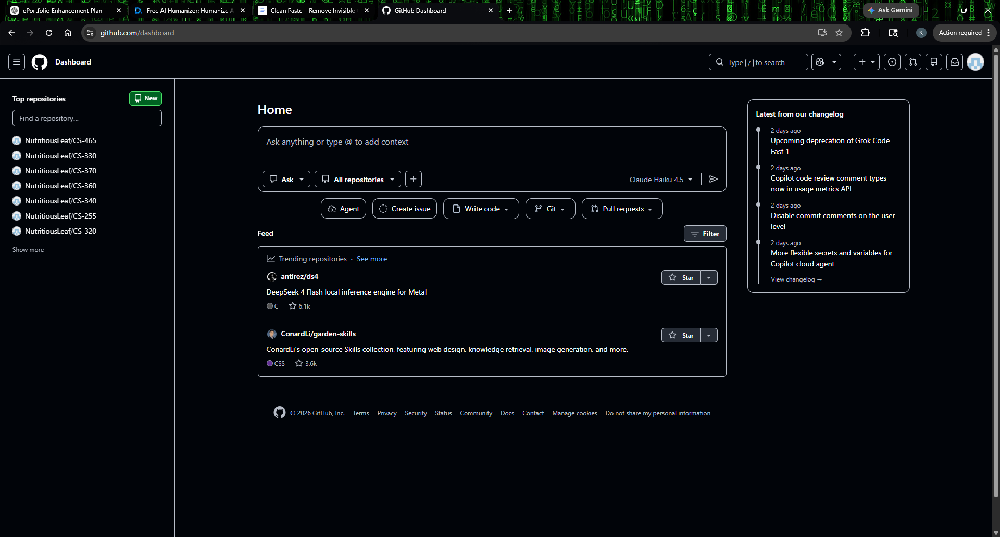 ePortfolio Enhancement Plan
Free AI Humanizer: Humanize A
Clean Paste – Remove Invisible
GitHub Dashboard
Ask Gemini
github.com/dashboard
K
Action required
Dashboard
Type / to search
Top repositories
New
Find a repository...
NutritiousLeaf/CS-465
NutritiousLeaf/CS-330
NutritiousLeaf/CS-370
NutritiousLeaf/CS-360
NutritiousLeaf/CS-340
NutritiousLeaf/CS-255
NutritiousLeaf/CS-320
Show more
Home
Ask anything or type @ to add context
Ask
All repositories
Claude Haiku 4.5
Agent
Create issue
Write code
Git
Pull requests
Feed
Filter
Trending repositories · See more
antirez/ds4
Star
DeepSeek 4 Flash local inference engine for Metal
C
6.1k
ConardLi/garden-skills
Star
ConardLi's open-source Skills collection, featuring web design, knowledge retrieval, image generation, and more.
CSS
3.6k
Latest from our changelog
2 days ago
Upcoming deprecation of Grok Code
Fast 1
2 days ago
Copilot code review comment types
now in usage metrics API
2 days ago
Disable commit comments on the user
level
2 days ago
More flexible secrets and variables for
Copilot cloud agent
View changelog →
© 2026 GitHub, Inc.
Terms
Privacy
Security
Status
Community
Docs
Contact
Manage cookies
Do not share my personal information